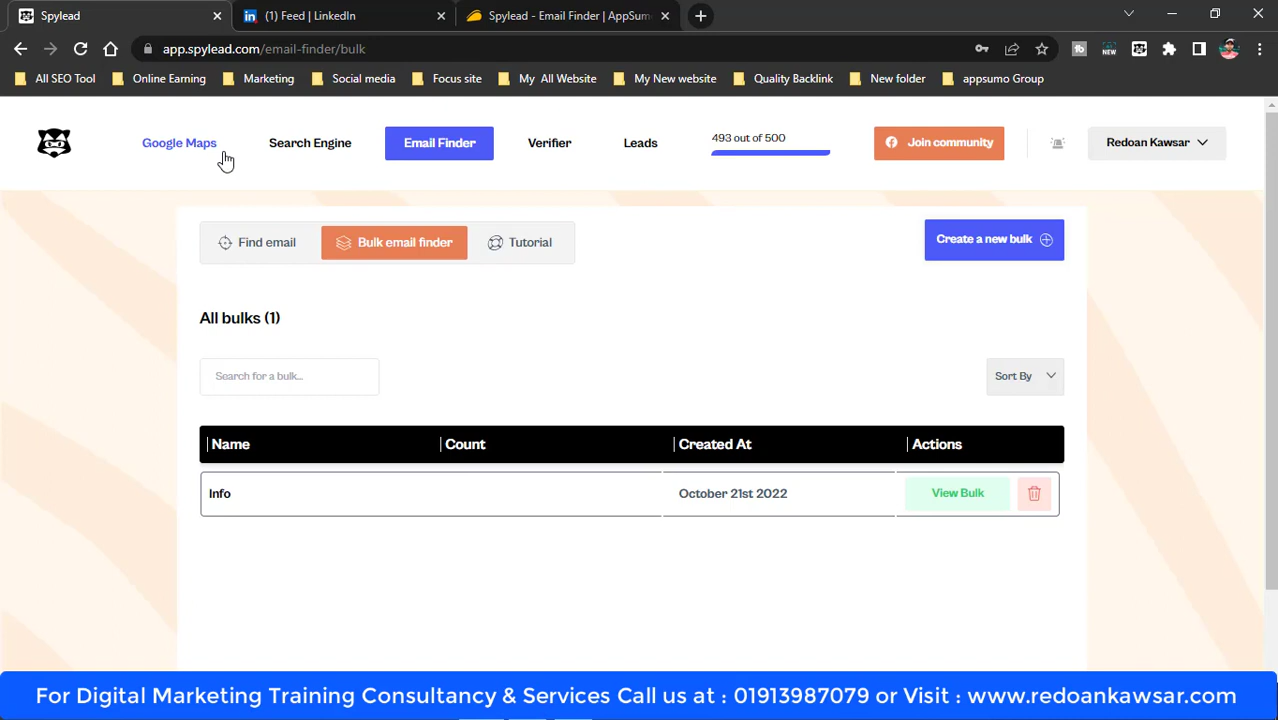 Spylead
(1) Feed | LinkedIn
Spylead - Email Finder | AppSumo
app.spylead.com/email-finder/bulk
NEW
All SEO Tool
Online Earning
Marketing
Social media
Focus site
My All Website
My New website
Quality Backlink
New folder
appsumo Group
Google Maps
Search Engine
Email Finder
Verifier
Leads
493 out of 500
Join community
Redoan Kawsar
Find email
Bulk email finder
Tutorial
Create a new bulk
All bulks (1)
Search for a bulk...
Sort By
Name
Count
Created At
Actions
Info
October 21st 2022
View Bulk
For Digital Marketing Training Consultancy & Services Call us at : 01913987079 or Visit : www.redoankawsar.com